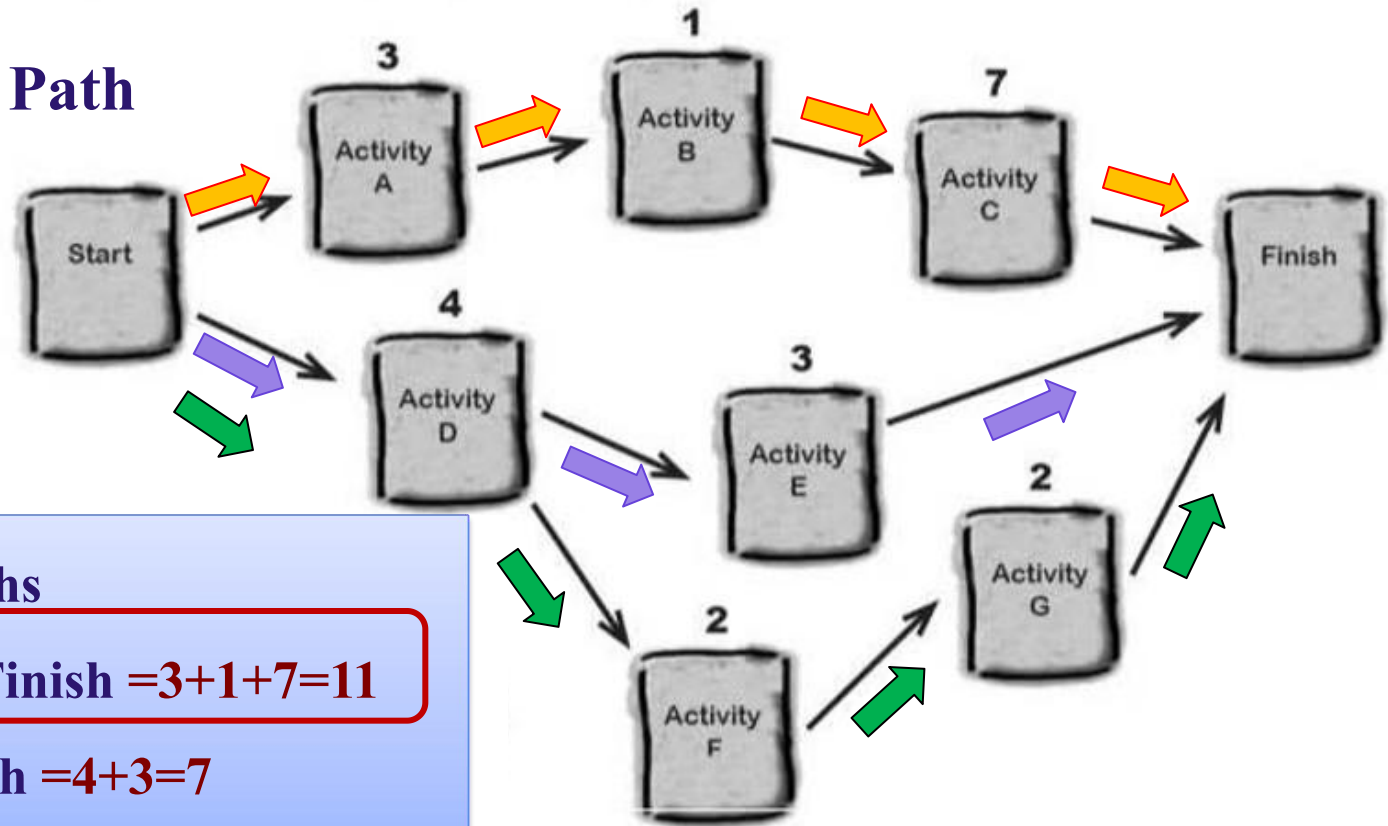 Path
Start
3
Activity
A
1
Activity
B
7
Activity
C
Finish
4
Activity
D
3
Activity
E
2
Activity
F
2
Activity
G
hs
Finish =3+1+7=11
h =4+3=7